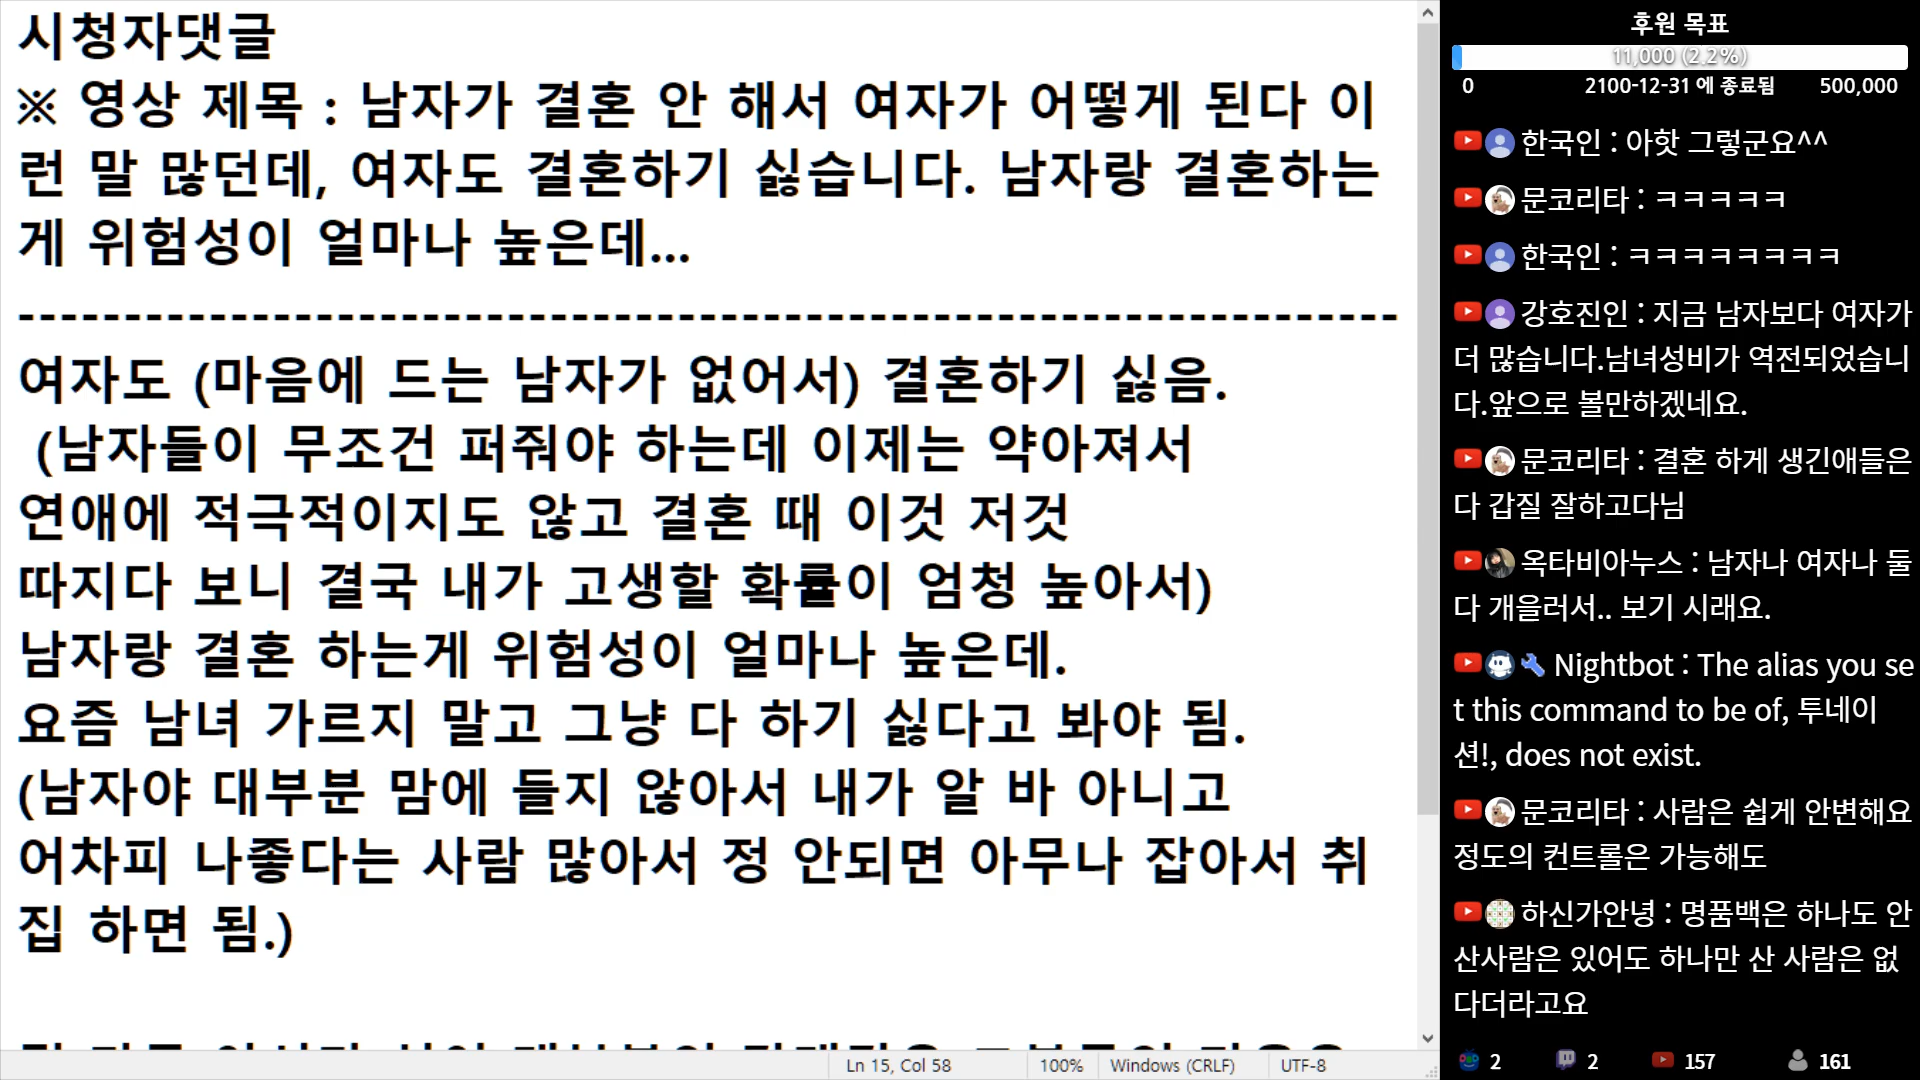 시청자댓글
※ 영상 제목 : 남자가 결혼 안 해서 여자가 어떻게 된다 이
런 말 많던데, 여자도 결혼하기 싫습니다. 남자랑 결혼하는
게 위험성이 얼마나 높은데...
------------------------------------------------------------------
여자도 (마음에 드는 남자가 없어서) 결혼하기 싫음.
(남자들이 무조건 퍼줘야 하는데 이제는 약아져서
연애에 적극적이지도 않고 결혼 때 이것 저것
따지다 보니 결국 내가 고생할 확률이 엄청 높아서)
남자랑 결혼 하는게 위험성이 얼마나 높은데.
요즘 남녀 가르지 말고 그냥 다 하기 싫다고 봐야 됨.
(남자야 대부분 맘에 들지 않아서 내가 알 바 아니고
어차피 나좋다는 사람 많아서 정 안되면 아무나 잡아서 취
집 하면 됨.)
Ln 15, Col 58
100%
Windows (CRLF)
UTF-8
후원 목표
11,000 (2.2%)
0
2100-12-31 에 종료됨
500,000
한국인 : 아핫 그렇군요^^
문코리타 : ㅋㅋㅋㅋㅋ
한국인 : ㅋㅋㅋㅋㅋㅋㅋㅋ
강호진인 : 지금 남자보다 여자가
더 많습니다.남녀성비가 역전되었습니
다.앞으로 볼만하겠네요.
문코리타 : 결혼 하게 생긴애들은
다 갑질 잘하고다님
옥타비아누스 : 남자나 여자나 둘
다 개을러서.. 보기 시래요.
Nightbot : The alias you se
t this command to be of, 투네이
션!, does not exist.
문코리타 : 사람은 쉽게 안변해요
정도의 컨트롤은 가능해도
하신가안녕 : 명품백은 하나도 안
산사람은 있어도 하나만 산 사람은 없
다더라고요
2
2
157
161